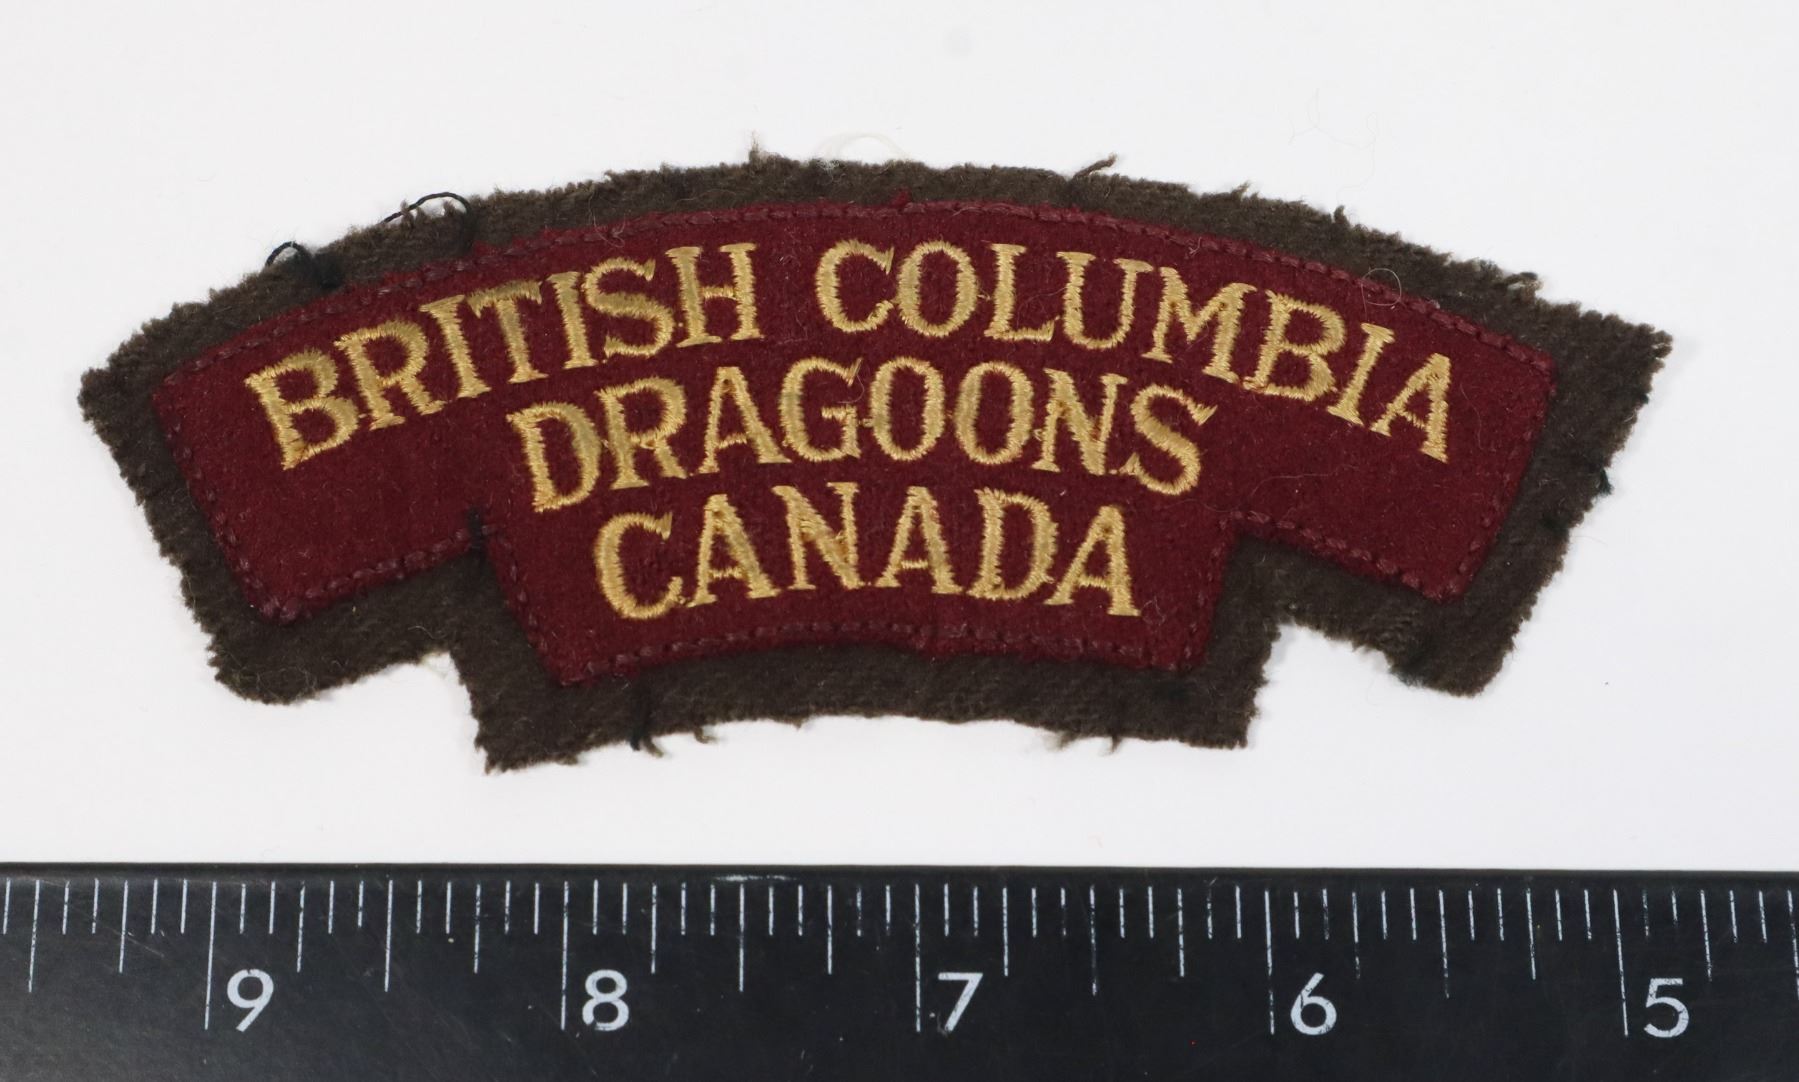 BRITISH COLUMBIA
DRAGOONS
CANADA
9 8 7 6 5